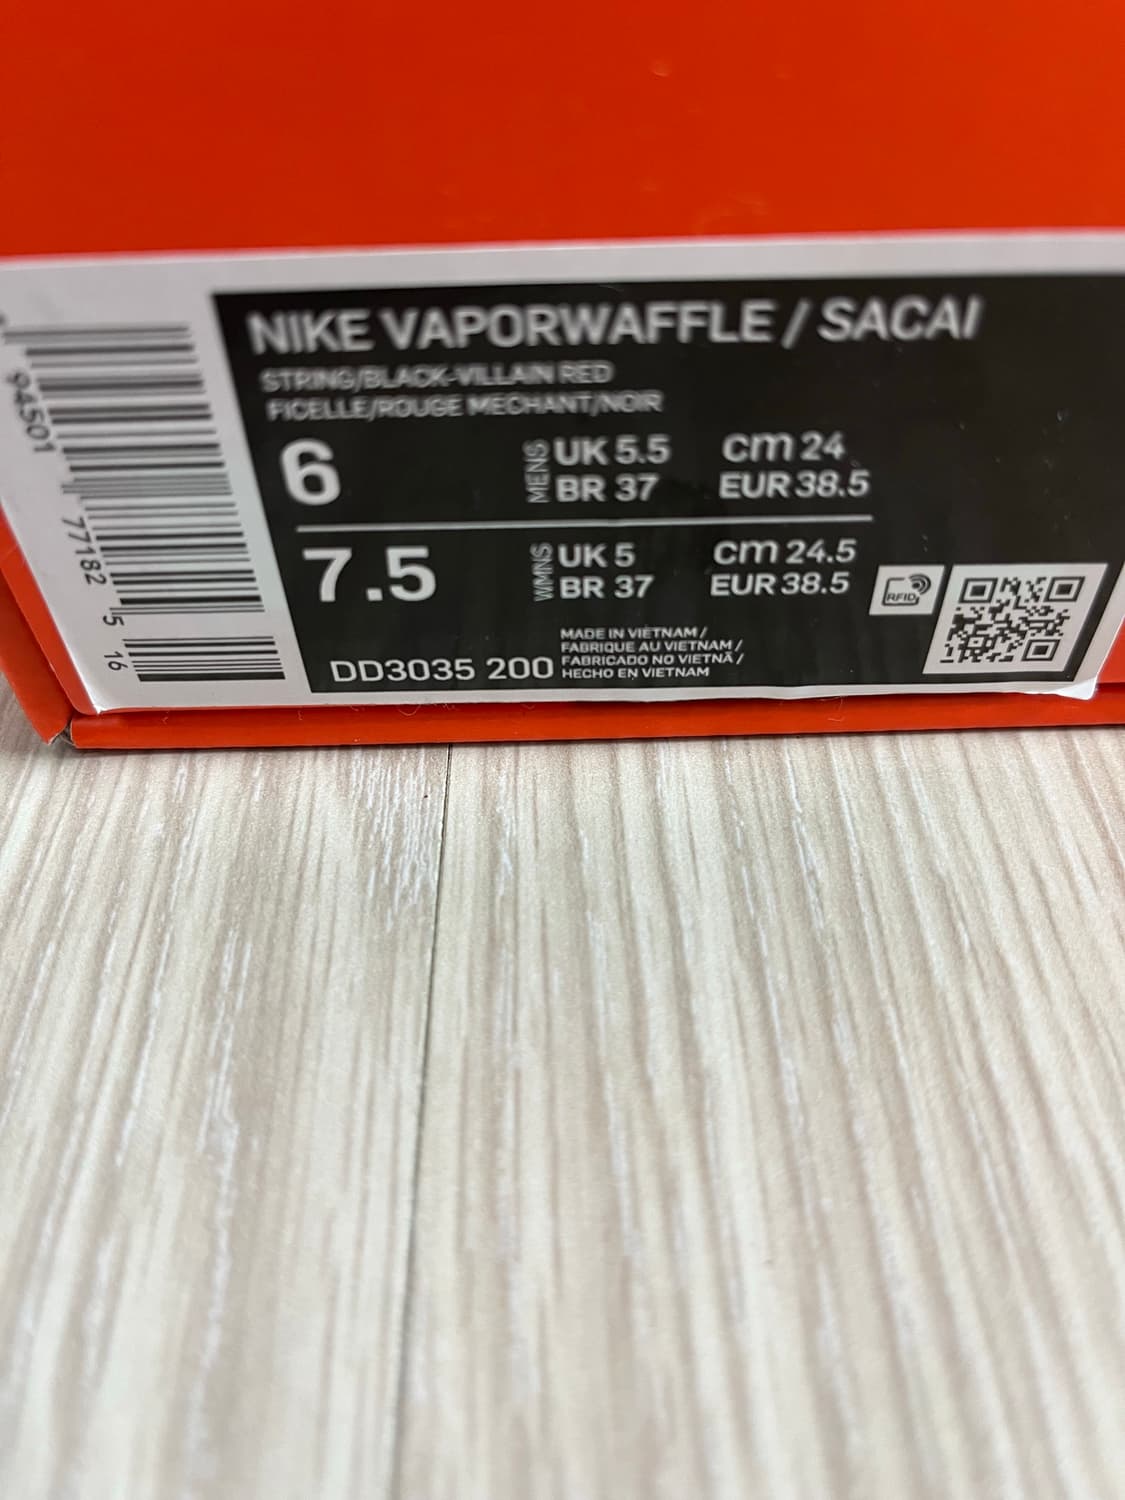 NIKE VAPORWAFFLE / SACAI
STRING/BLACK-VILLAIN RED
FICELLE/ROUGE MECHANT/NOIR
6 MENS UK 5.5 cm 24
BR 37 EUR 38.5
7.5 WMNS UK 5 cm 24.5
BR 37 EUR 38.5
DD3035 200
MADE IN VIETNAM /
FABRIQUE AU VIETNAM /
FABRICADO NO VIETNÃ /
HECHO EN VIETNAM
RFID
94501 77182 5 16